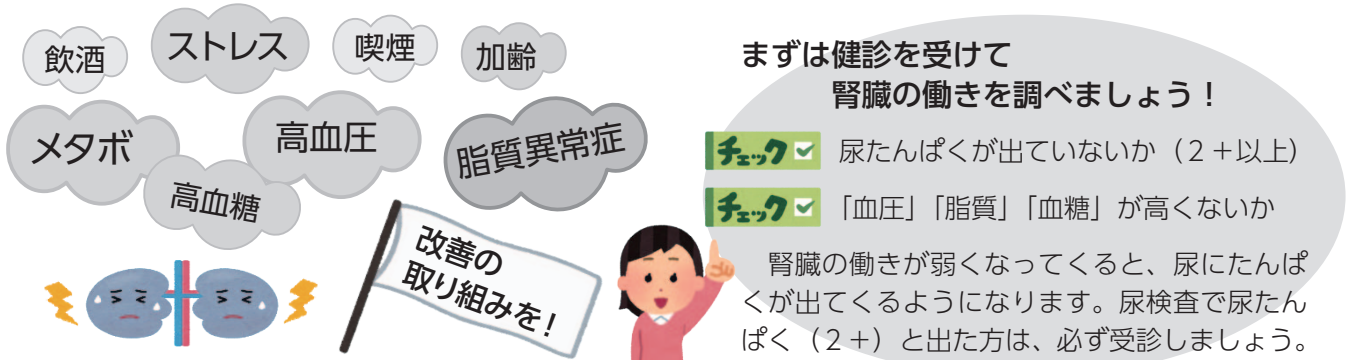 飲酒
ストレス
喫煙
加齢
メタボ
高血圧
脂質異常症
高血糖
改善の
取り組みを!
まずは健診を受けて
腎臓の働きを調べましょう!
チェック 尿たんぱくが出ていないか(2+以上)
チェック 「血圧」「脂質」「血糖」が高くないか
腎臓の働きが弱くなってくると、尿にたんぱ
くが出てくるようになります。尿検査で尿たん
ぱく(2+)と出た方は、必ず受診しましょう。